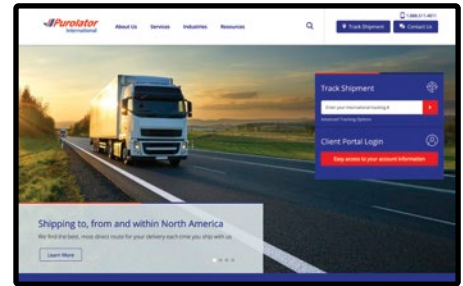 1.888.511.4811
Purolator
International
About Us Services Industries Resources
Track Shipment
Contact Us
Track Shipment
Enter your international tracking #
Advanced Tracking Options
Client Portal Login
Easy access to your account information
Shipping to, from and within North America
We find the best, most direct route for your delivery each time you ship with us
Learn More